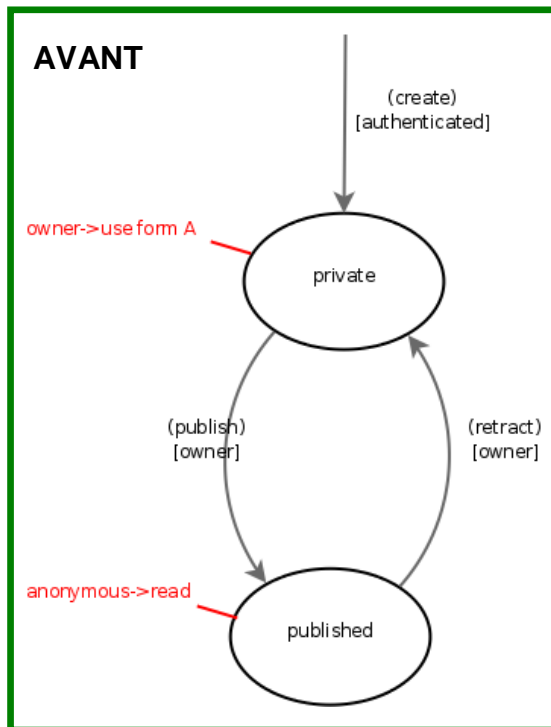 AVANT
(create)
[authenticated]
owner->use form A
private
(publish)
[owner]
(retract)
[owner]
anonymous->read
published